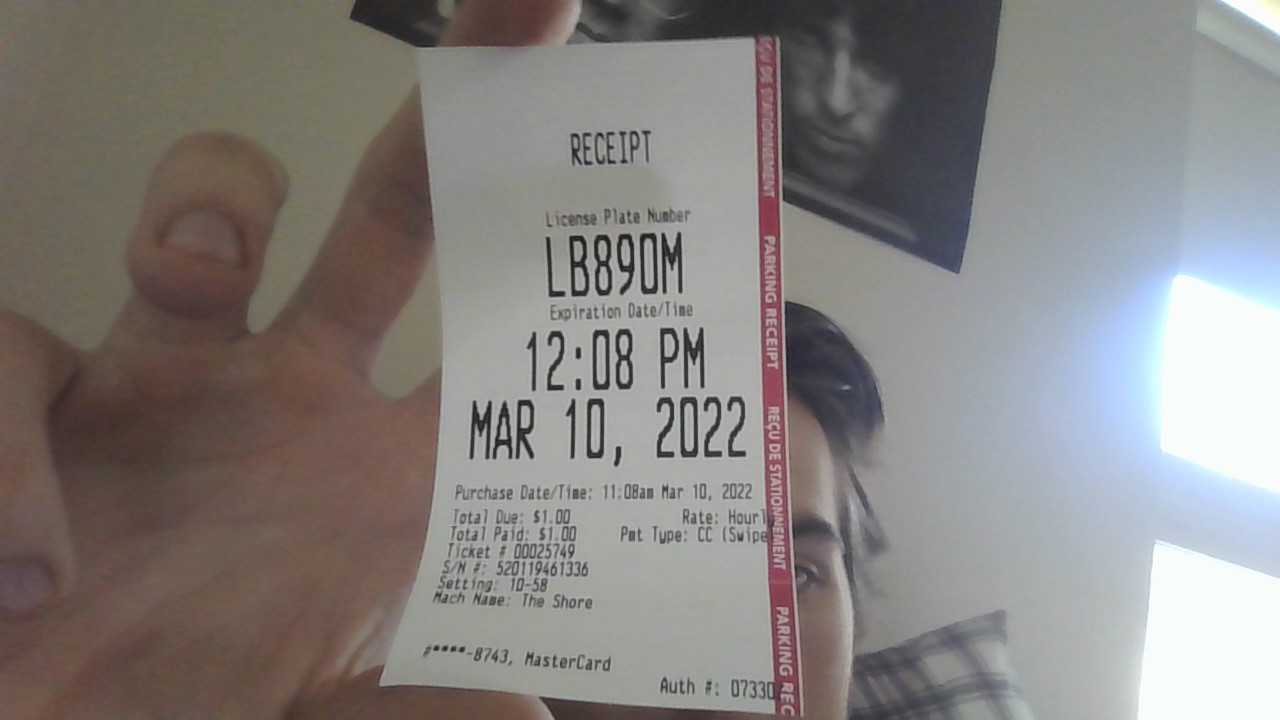 RECEIPT
License Plate Number
LB890M
Expiration Date/Time
12:08 PM
MAR 10, 2022
Purchase Date/Time: 11:08am Mar 10, 2022
Total Due: $1.00 Rate: Hourl
Total Paid: $1.00 Pmt Type: CC (Swipe
Ticket # 00025749
S/N #: 520119461336
Setting: 10-58
Mach Name: The Shore
#****-8743, MasterCard
Auth #: 07330
REÇU DE STATIONNEMENT
PARKING RECEIPT
REÇU DE STATIONNEMENT
PARKING REC